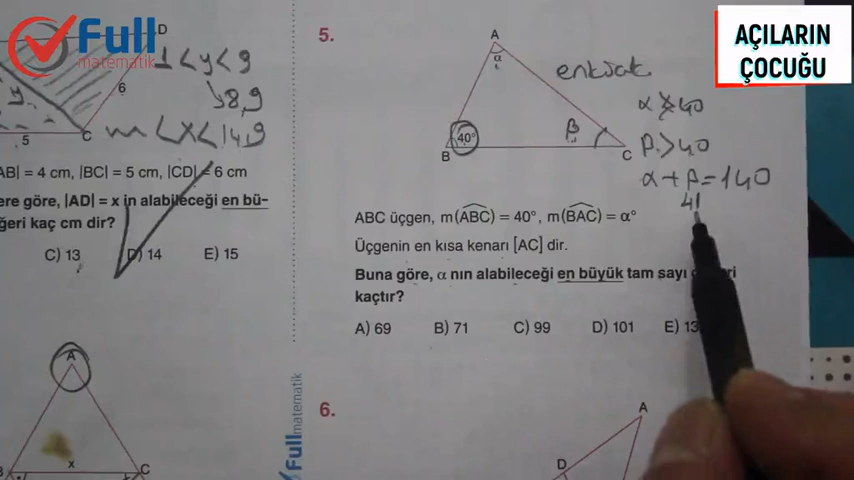 Full
matematik
D
1 < y < 9
8,9
6
y
5
C
m < x < 14,9
AB| = 4 cm, |BC| = 5 cm, |CD| = 6 cm
ere göre, |AD| = x in alabileceği en bü-
ğeri kaç cm dir?
C) 13
D) 14
E) 15
A
B
x
C
5.
A
α
40°
B
β
C
α > 40
β > 40
α + β = 140
41
ABC üçgen, m(ABC) = 40°, m(BAC) = α°
Üçgenin en kısa kenarı [AC] dir.
Buna göre, α nın alabileceği en büyük tam sayı
kaçtır?
A) 69
B) 71
C) 99
D) 101
E) 13
Full matematik
6.
A
D
AÇILARIN
ÇOCUĞU